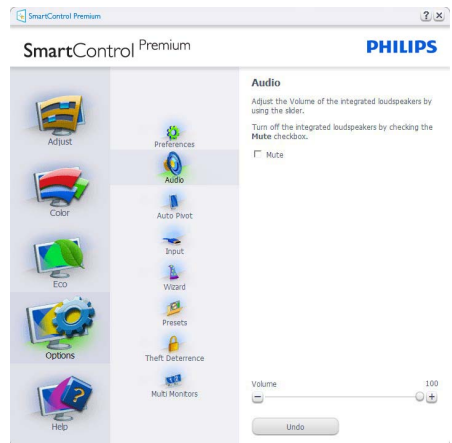 SmartControl Premium
SmartControl Premium
PHILIPS
Adjust
Color
Eco
Options
Help
Preferences
Audio
Auto Pivot
Input
Wizard
Presets
Theft Deterrence
Multi Monitors
Audio
Adjust the Volume of the integrated loudspeakers by
using the slider.
Turn off the integrated loudspeakers by checking the
Mute checkbox.
Mute
Volume 100
Undo